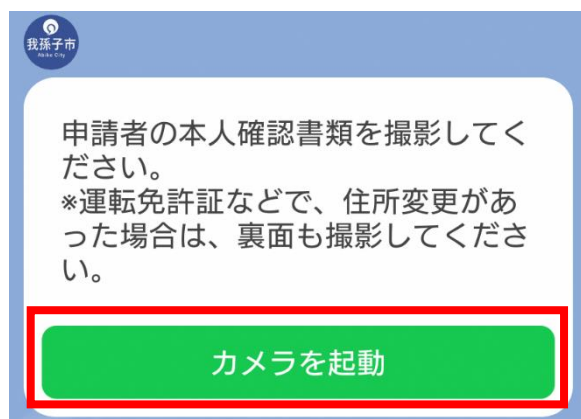 我孫子市
Abiko City
申請者の本人確認書類を撮影してく
ださい。
*運転免許証などで、住所変更があ
った場合は、裏面も撮影してくださ
い。
カメラを起動